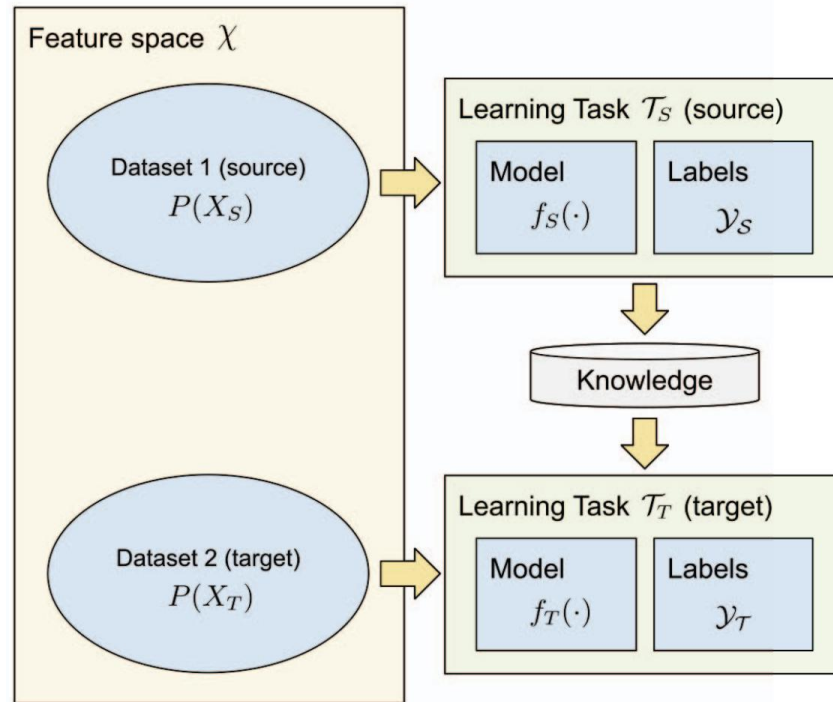 Feature space χ
Dataset 1 (source)
P(X_S)
Learning Task 𝒯_S (source)
Model
f_S(·)
Labels
𝒴_𝒮
Knowledge
Dataset 2 (target)
P(X_T)
Learning Task 𝒯_T (target)
Model
f_T(·)
Labels
𝒴_𝒯